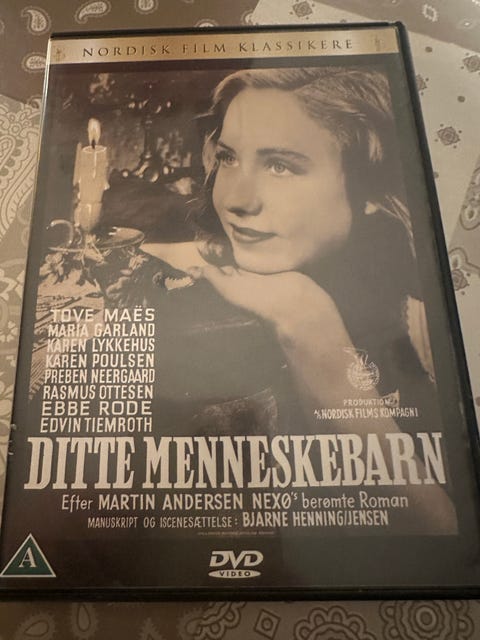 NORDISK FILM KLASSIKERE
TOVE MAËS
MARIA GARLAND
KAREN LYKKEHUS
KAREN POULSEN
PREBEN NEERGAARD
RASMUS OTTESEN
EBBE RODE
EDVIN TIEMROTH
PRODUKTION
A/S NORDISK FILMS KOMPAGNI
DITTE MENNESKEBARN
Efter MARTIN ANDERSEN NEXØ's berømte Roman
MANUSKRIPT OG ISCENESÆTTELSE: BJARNE HENNING/JENSEN
A
DVD
VIDEO